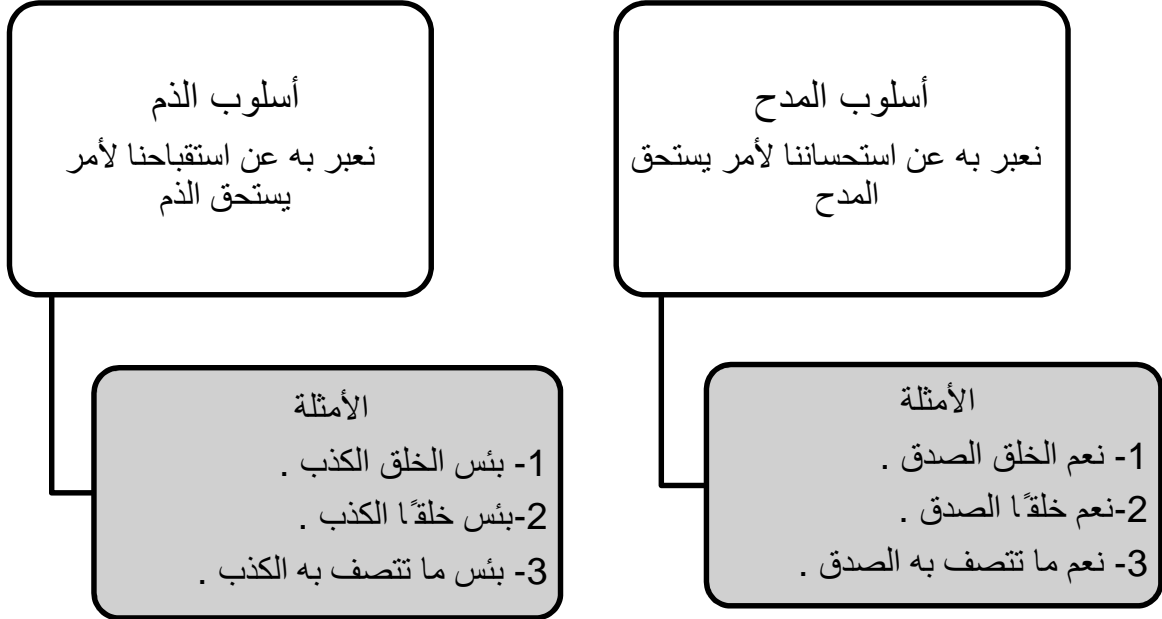 أسلوب المدح
نعبر به عن استحساننا لأمر يستحق
المدح
الأمثلة
1- نعم الخلق الصدق .
2-نعم خلقًا الصدق .
3- نعم ما تتصف به الصدق .
أسلوب الذم
نعبر به عن استقباحنا لأمر
يستحق الذم
الأمثلة
1- بئس الخلق الكذب .
2-بئس خلقًا الكذب .
3- بئس ما تتصف به الكذب .